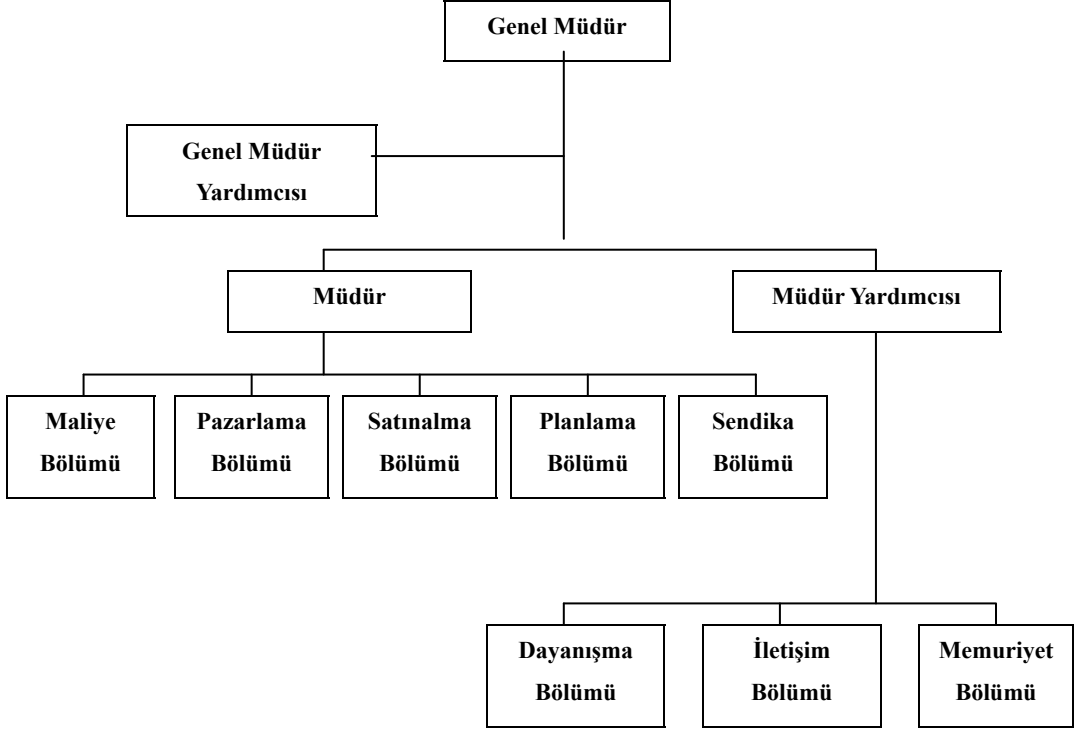 Genel Müdür
Genel Müdür
Yardımcısı
Müdür
Müdür Yardımcısı
Maliye
Bölümü
Pazarlama
Bölümü
Satınalma
Bölümü
Planlama
Bölümü
Sendika
Bölümü
Dayanışma
Bölümü
İletişim
Bölümü
Memuriyet
Bölümü